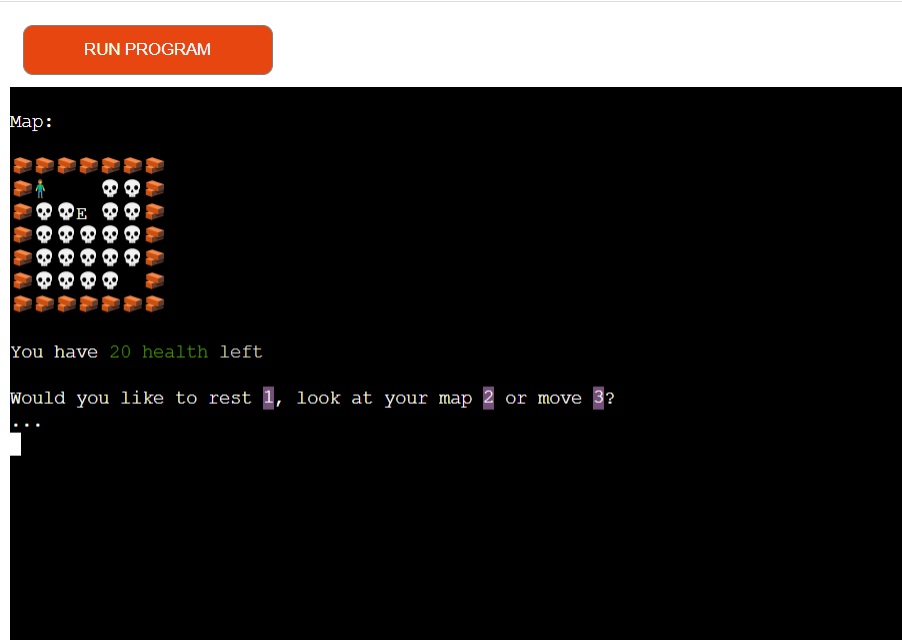 RUN PROGRAM
Map:
E
You have 20 health left
Would you like to rest 1, look at your map 2 or move 3?
...